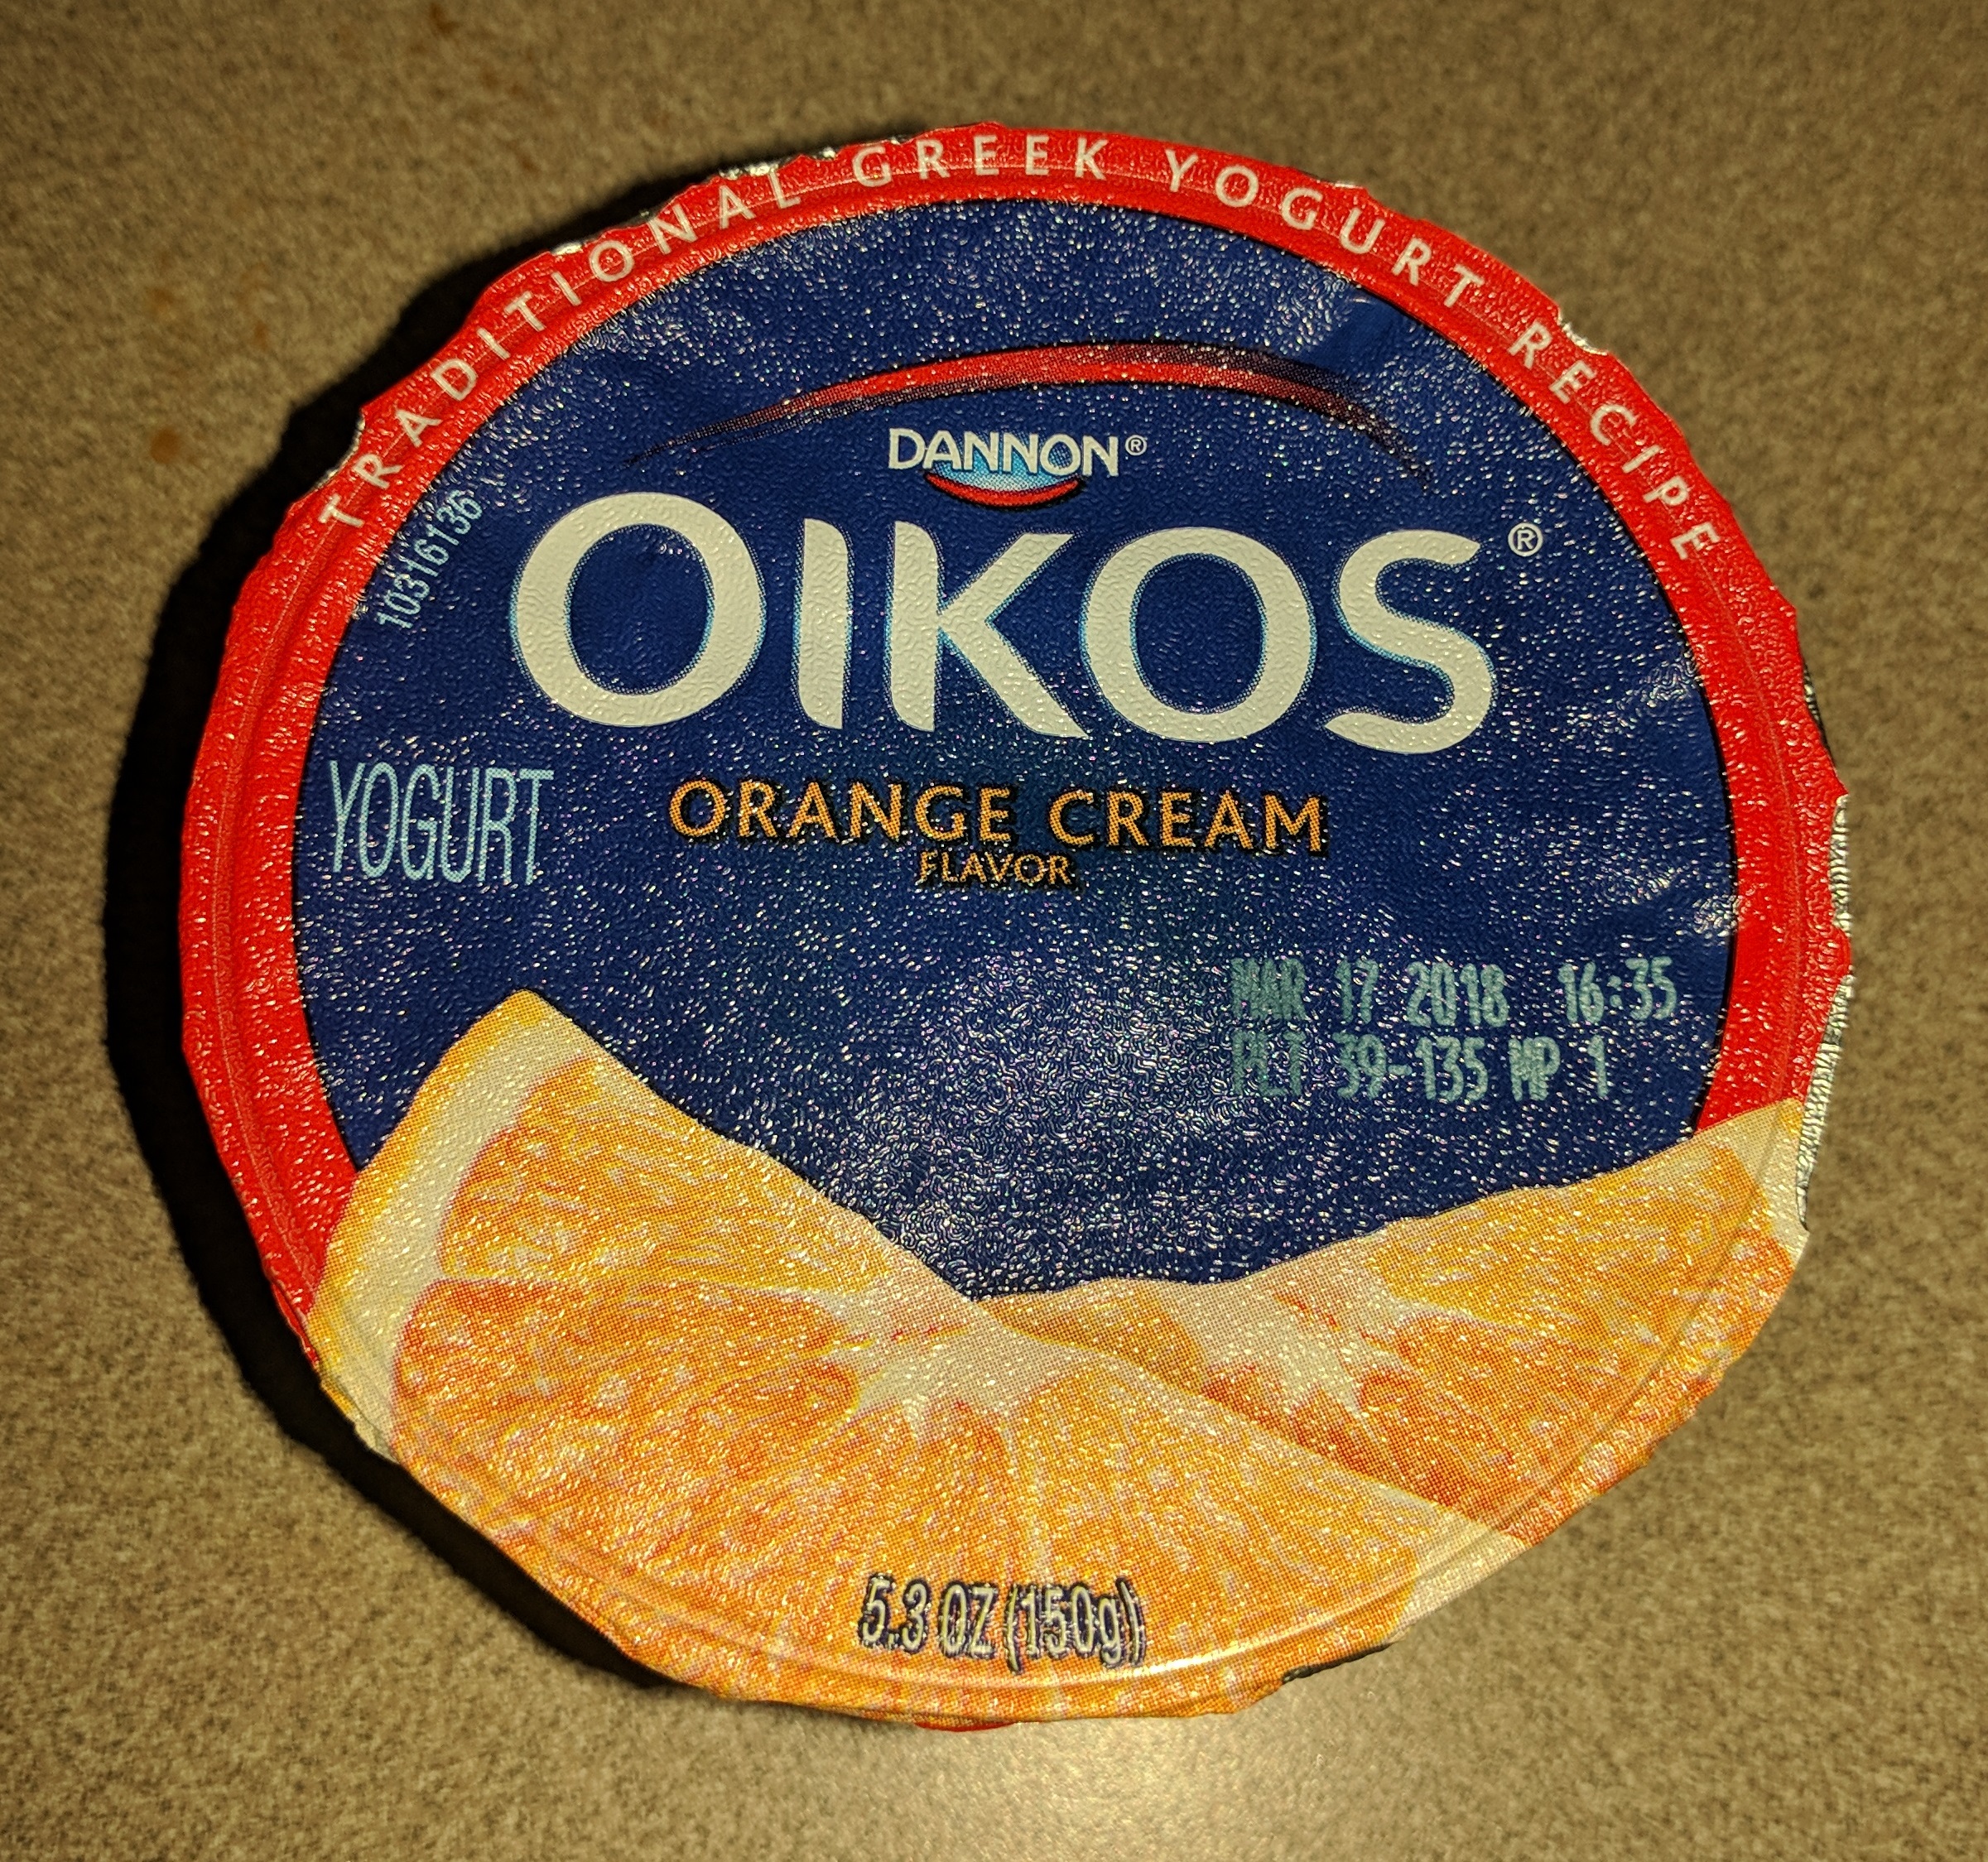 TRADITIONAL GREEK YOGURT RECIPE
DANNON®
OIKOS®
10316136
YOGURT
ORANGE CREAM
FLAVOR
MAR 17 2018 16:35
PLT 39-135 MP 1
5.3 OZ (150g)